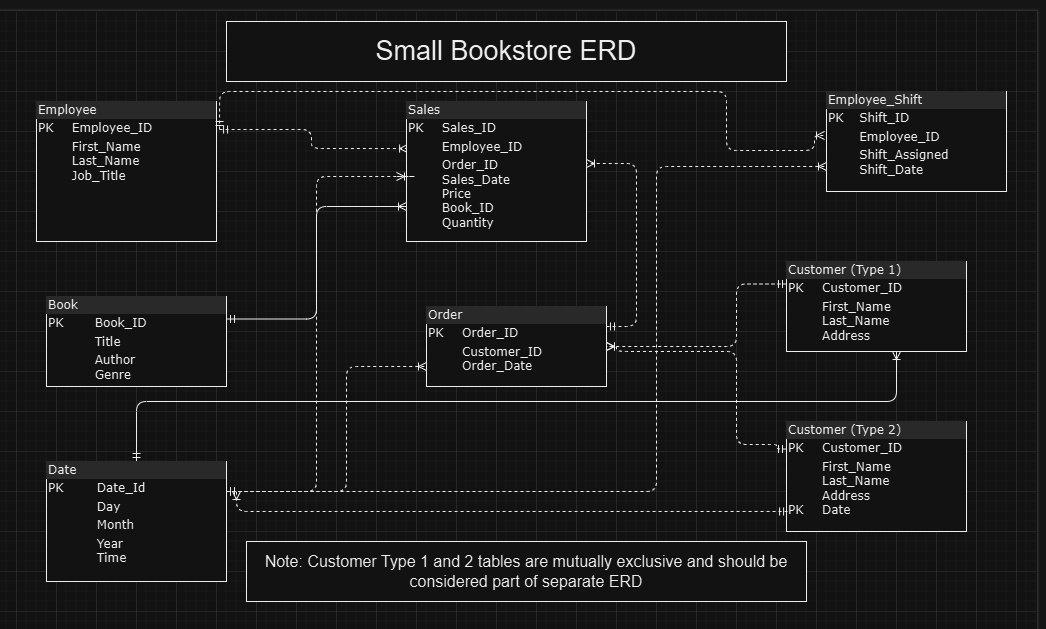 Small Bookstore ERD
Employee
PK Employee_ID
First_Name
Last_Name
Job_Title
Sales
PK Sales_ID
Employee_ID
Order_ID
Sales_Date
Price
Book_ID
Quantity
Employee_Shift
PK Shift_ID
Employee_ID
Shift_Assigned
Shift_Date
Book
PK Book_ID
Title
Author
Genre
Order
PK Order_ID
Customer_ID
Order_Date
Customer (Type 1)
PK Customer_ID
First_Name
Last_Name
Address
Customer (Type 2)
PK Customer_ID
First_Name
Last_Name
Address
PK Date
Date
PK Date_Id
Day
Month
Year
Time
Note: Customer Type 1 and 2 tables are mutually exclusive and should be
considered part of separate ERD